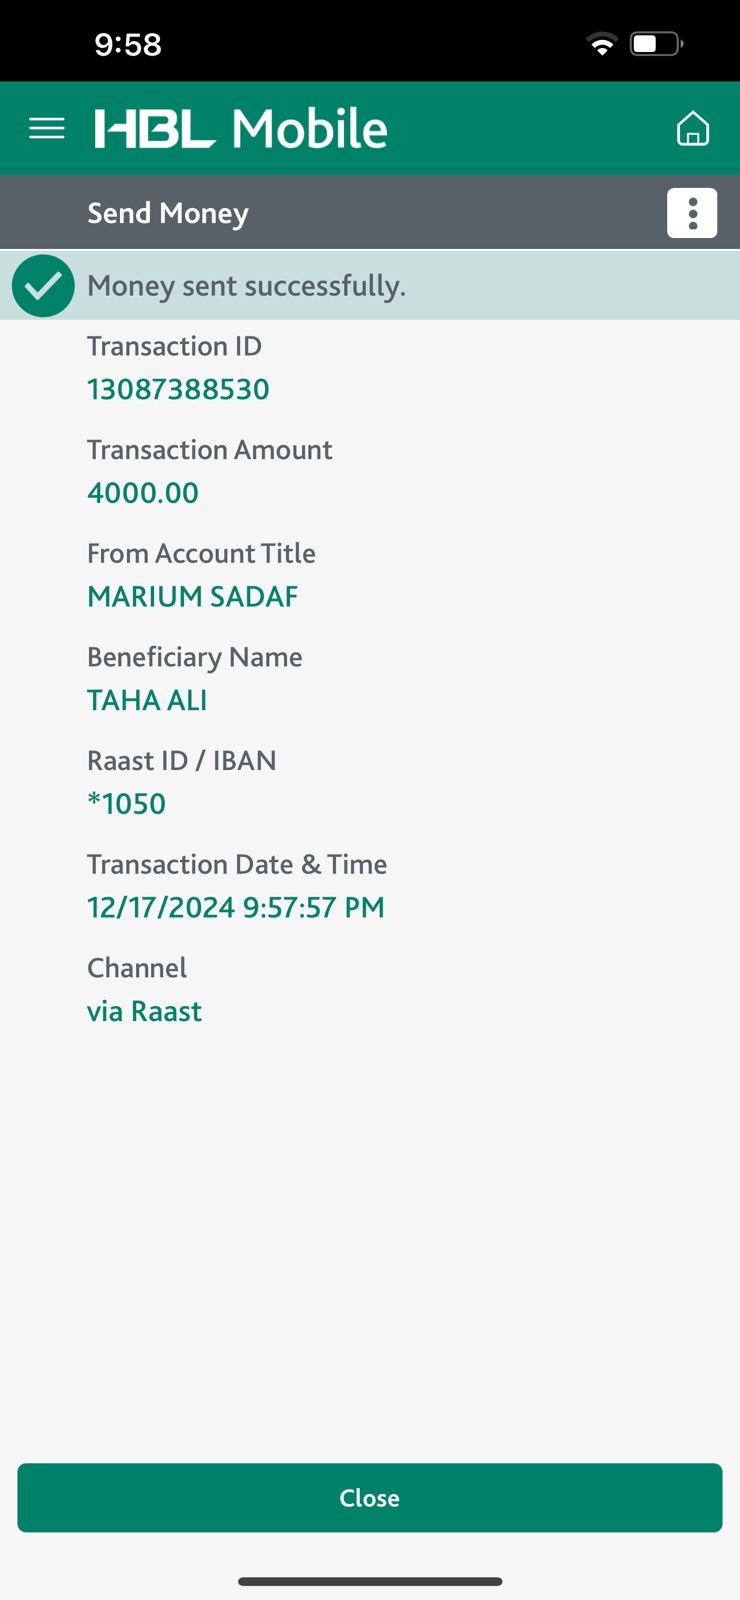 9:58
HBL Mobile
Send Money
Money sent successfully.
Transaction ID
13087388530
Transaction Amount
4000.00
From Account Title
MARIUM SADAF
Beneficiary Name
TAHA ALI
Raast ID / IBAN
*1050
Transaction Date & Time
12/17/2024 9:57:57 PM
Channel
via Raast
Close